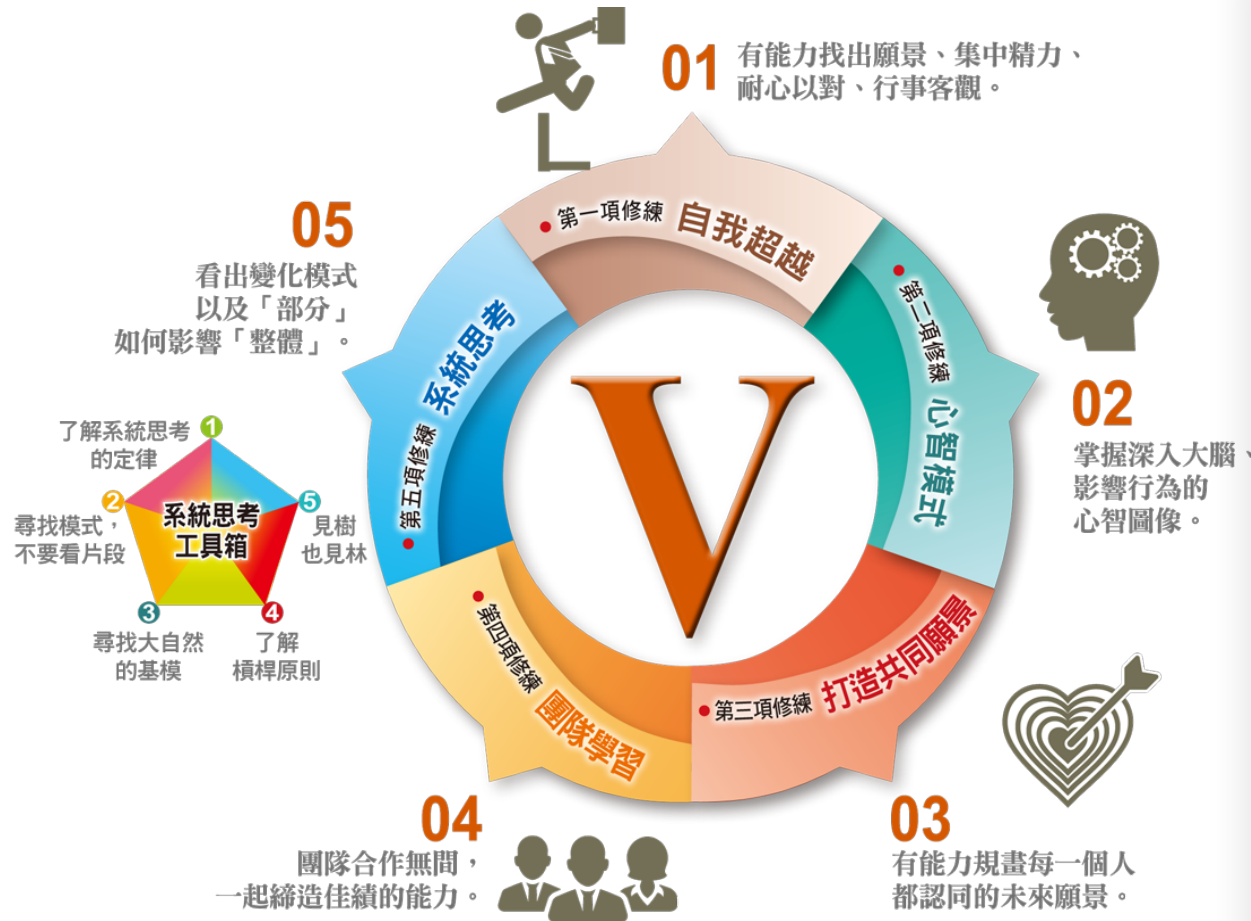 01
有能力找出願景、集中精力、
耐心以對、行事客觀。
第一項修練 自我超越
第二項修練 心智模式
02
掌握深入大腦、
影響行為的
心智圖像。
第三項修練 打造共同願景
03
有能力規畫每一個人
都認同的未來願景。
第四項修練 團隊學習
04
團隊合作無間,
一起締造佳績的能力。
第五項修練 系統思考
05
看出變化模式
以及「部分」
如何影響「整體」。
V
系統思考
工具箱
1
了解系統思考
的定律
2
尋找模式,
不要看片段
3
尋找大自然
的基模
4
了解
槓桿原則
5
見樹
也見林